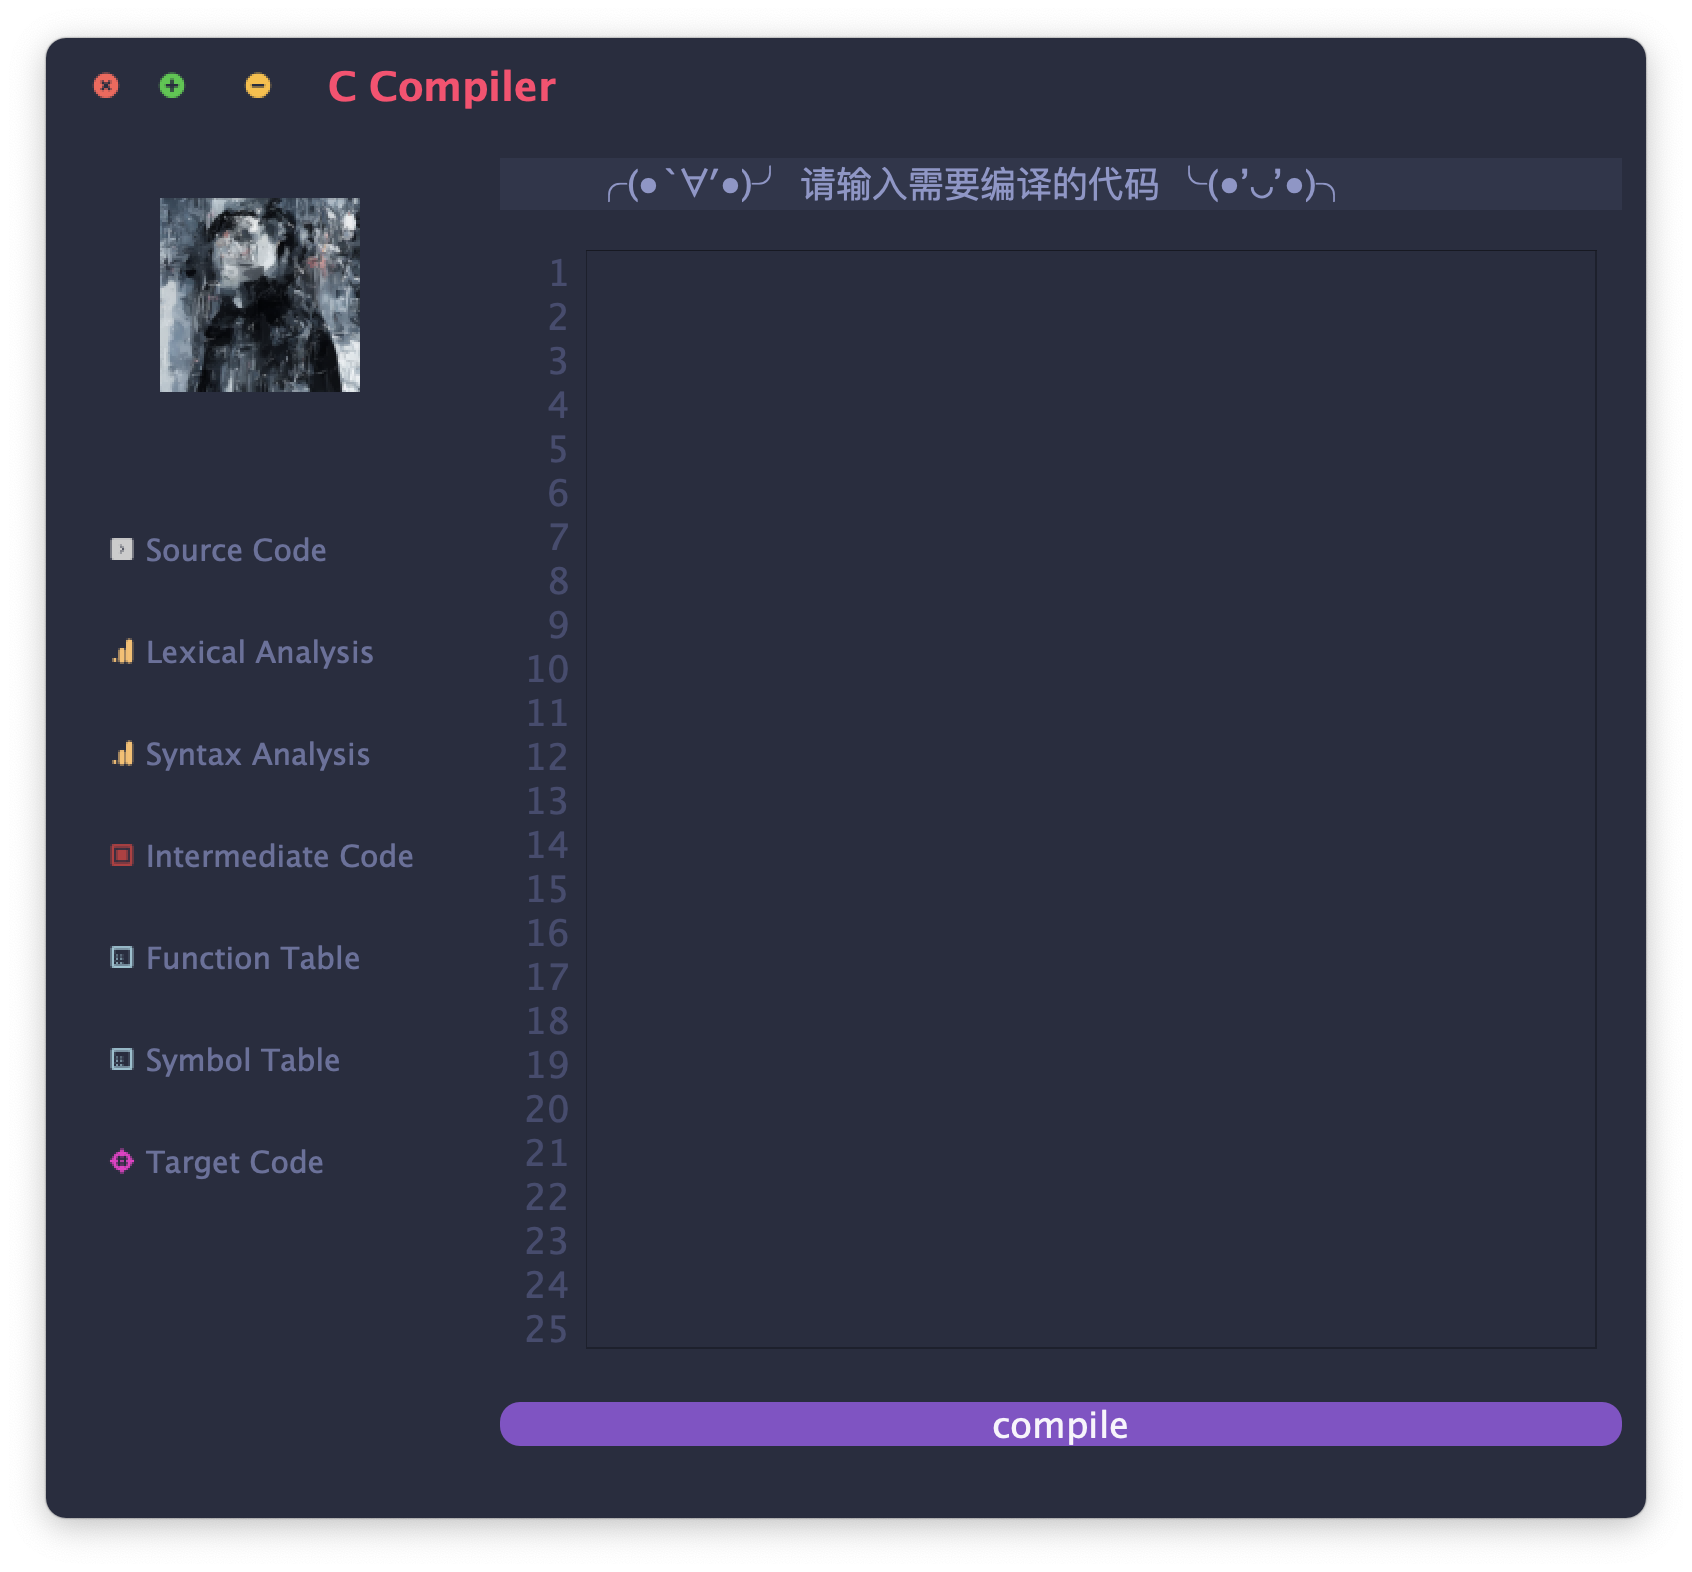 C Compiler
╭(●｀∀´●)╯ 请输入需要编译的代码 ╰(●’◡’●)╮
1
2
3
4
5
6
7
8
9
10
11
12
13
14
15
16
17
18
19
20
21
22
23
24
25
Source Code
Lexical Analysis
Syntax Analysis
Intermediate Code
Function Table
Symbol Table
Target Code
compile